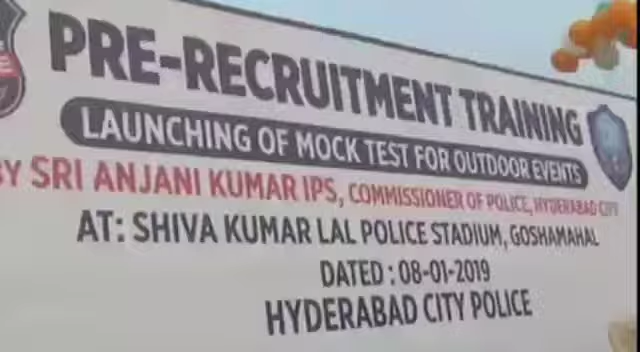 PRE-RECRUITMENT TRAINING
LAUNCHING OF MOCK TEST FOR OUTDOOR EVENTS
BY SRI ANJANI KUMAR IPS, COMMISSIONER OF POLICE, HYDERABAD CITY
AT: SHIVA KUMAR LAL POLICE STADIUM, GOSHAMAHAL
DATED : 08-01-2019
HYDERABAD CITY POLICE